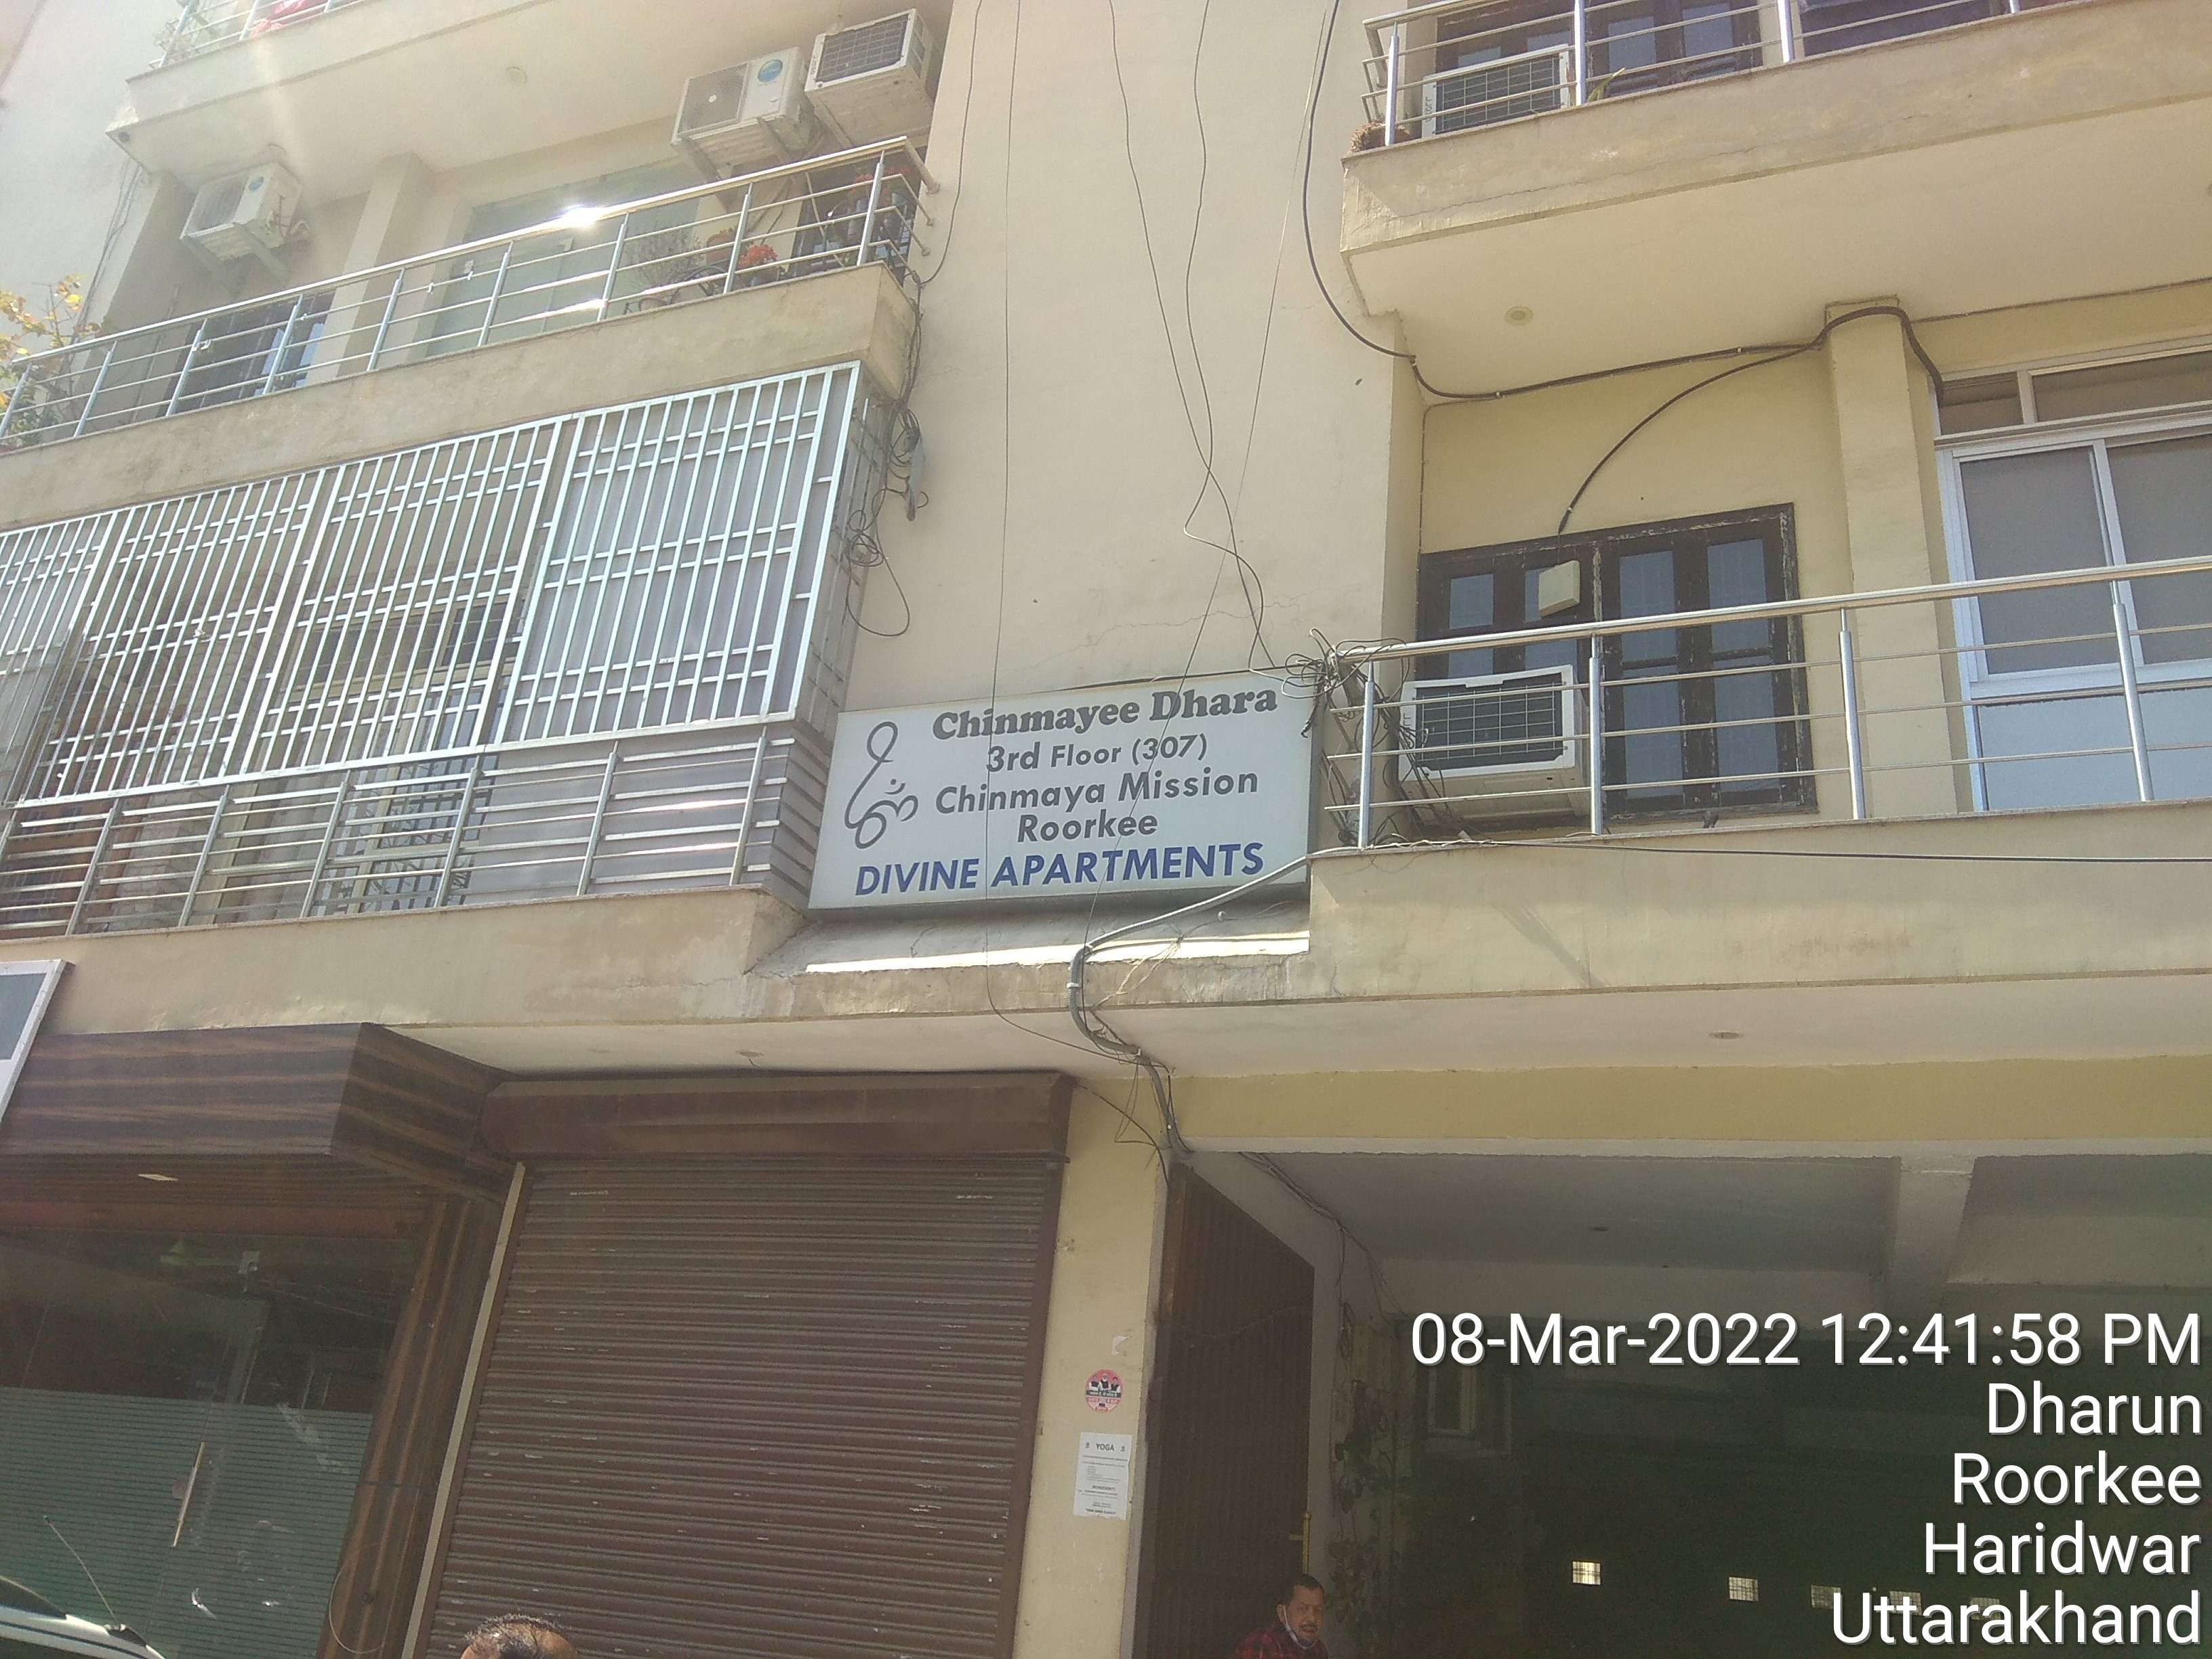 Chinmayee Dhara
3rd Floor (307)
Chinmaya Mission
Roorkee
DIVINE APARTMENTS
YOGA
08-Mar-2022 12:41:58 PM
Dharun
Roorkee
Haridwar
Uttarakhand